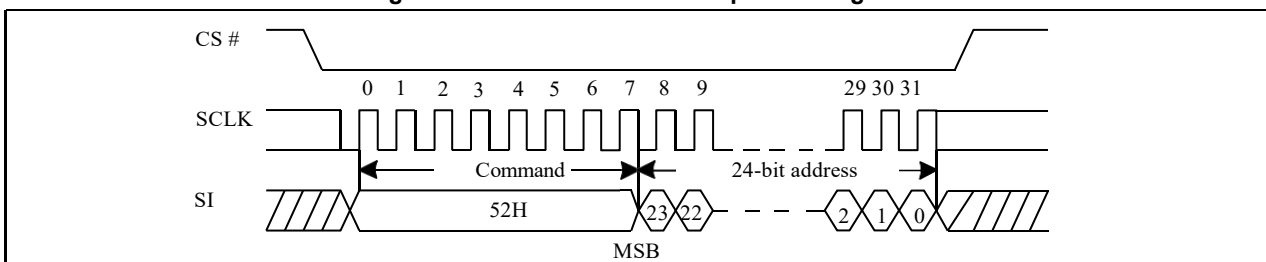 CS #
0 1 2 3 4 5 6 7 8 9 29 30 31
SCLK
Command 24-bit address
SI 52H 23 22 2 1 0
MSB